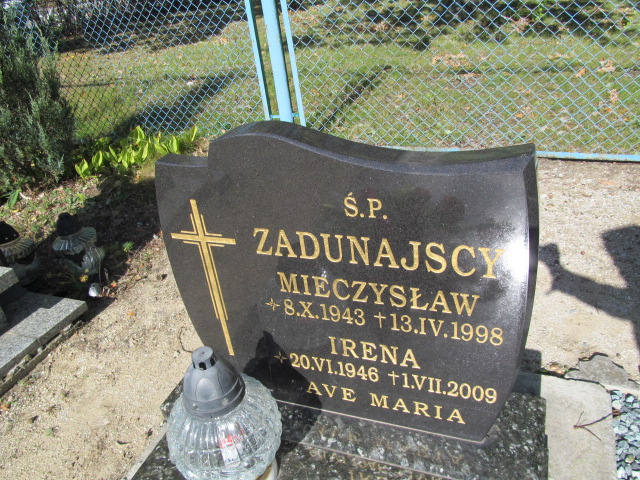 Ś.P.
ZADUNAJSCY
MIECZYSŁAW
8.X.1943 †13.IV.1998
IRENA
20.VI.1946 †1.VII.2009
AVE MARIA